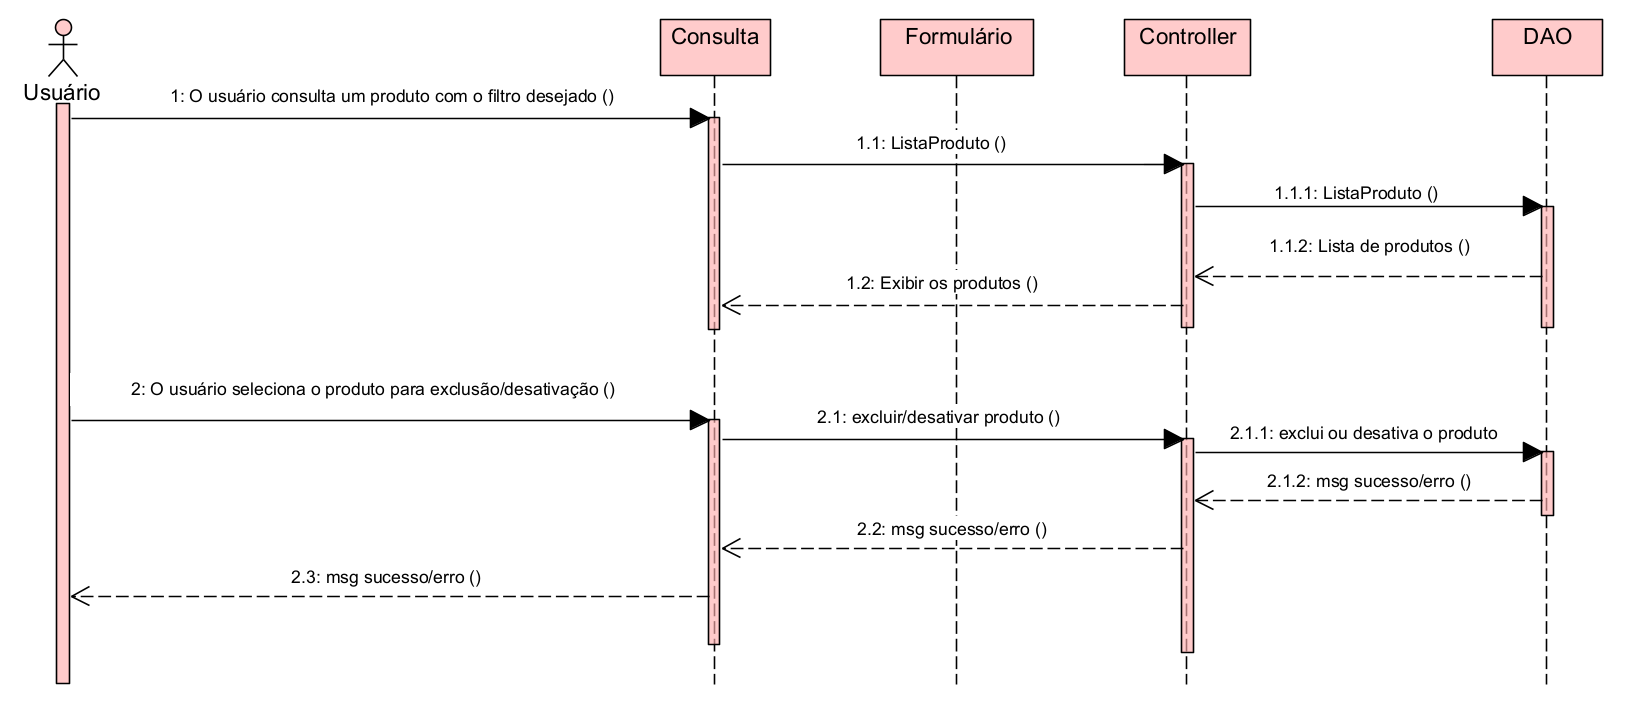 Usuário
Consulta
Formulário
Controller
DAO
1: O usuário consulta um produto com o filtro desejado ()
1.1: ListaProduto ()
1.1.1: ListaProduto ()
1.1.2: Lista de produtos ()
1.2: Exibir os produtos ()
2: O usuário seleciona o produto para exclusão/desativação ()
2.1: excluir/desativar produto ()
2.1.1: exclui ou desativa o produto
2.1.2: msg sucesso/erro ()
2.2: msg sucesso/erro ()
2.3: msg sucesso/erro ()